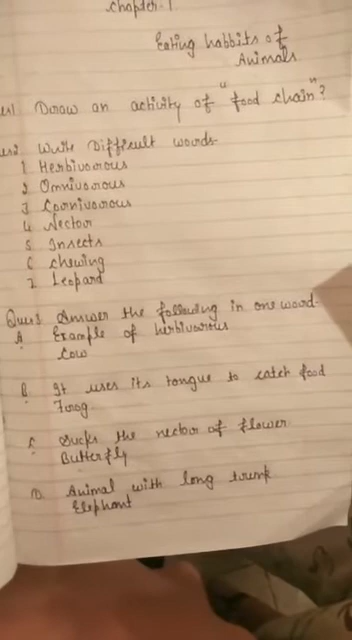 Chapter-1
Eating habbits of
Animals
Draw an activity of "food chain"?
Write Difficult words-
1 Herbivorous
2 Omnivorous
3 Carnivorous
4 Nector
5 Insects
6 Chewing
7 Leopard
Ques3 Answer the following in one word-
A. Example of herbivorous
Cow
B. It uses its tongue to catch food
Frog
C. Sucks the nector of flower
Butterfly
D. Animal with long trunk
Elephant